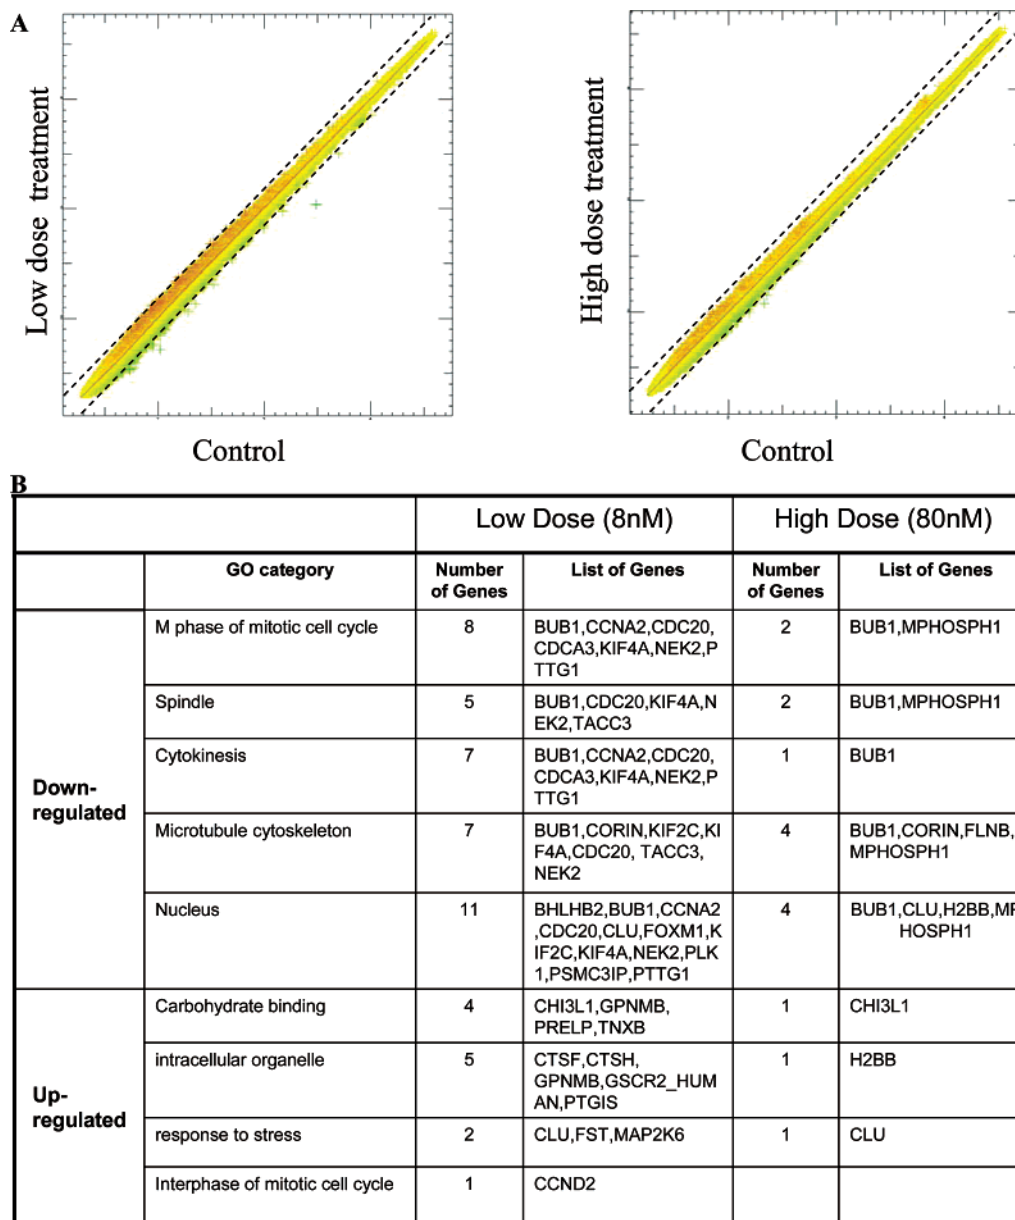 A
Low dose treatment
Control
High dose treatment
Control
B
Low Dose (8nM)
High Dose (80nM)
GO category
Number
of Genes
List of Genes
Number
of Genes
List of Genes
Down-
regulated
M phase of mitotic cell cycle
8
BUB1,CCNA2,CDC20,
CDCA3,KIF4A,NEK2,P
TTG1
2
BUB1,MPHOSPH1
Spindle
5
BUB1,CDC20,KIF4A,N
EK2,TACC3
2
BUB1,MPHOSPH1
Cytokinesis
7
BUB1,CCNA2,CDC20,
CDCA3,KIF4A,NEK2,P
TTG1
1
BUB1
Microtubule cytoskeleton
7
BUB1,CORIN,KIF2C,KI
F4A,CDC20, TACC3,
NEK2
4
BUB1,CORIN,FLNB,
MPHOSPH1
Nucleus
11
BHLHB2,BUB1,CCNA2
,CDC20,CLU,FOXM1,K
IF2C,KIF4A,NEK2,PLK
1,PSMC3IP,PTTG1
4
BUB1,CLU,H2BB,MP
HOSPH1
Up-
regulated
Carbohydrate binding
4
CHI3L1,GPNMB,
PRELP,TNXB
1
CHI3L1
intracellular organelle
5
CTSF,CTSH,
GPNMB,GSCR2_HUM
AN,PTGIS
1
H2BB
response to stress
2
CLU,FST,MAP2K6
1
CLU
Interphase of mitotic cell cycle
1
CCND2